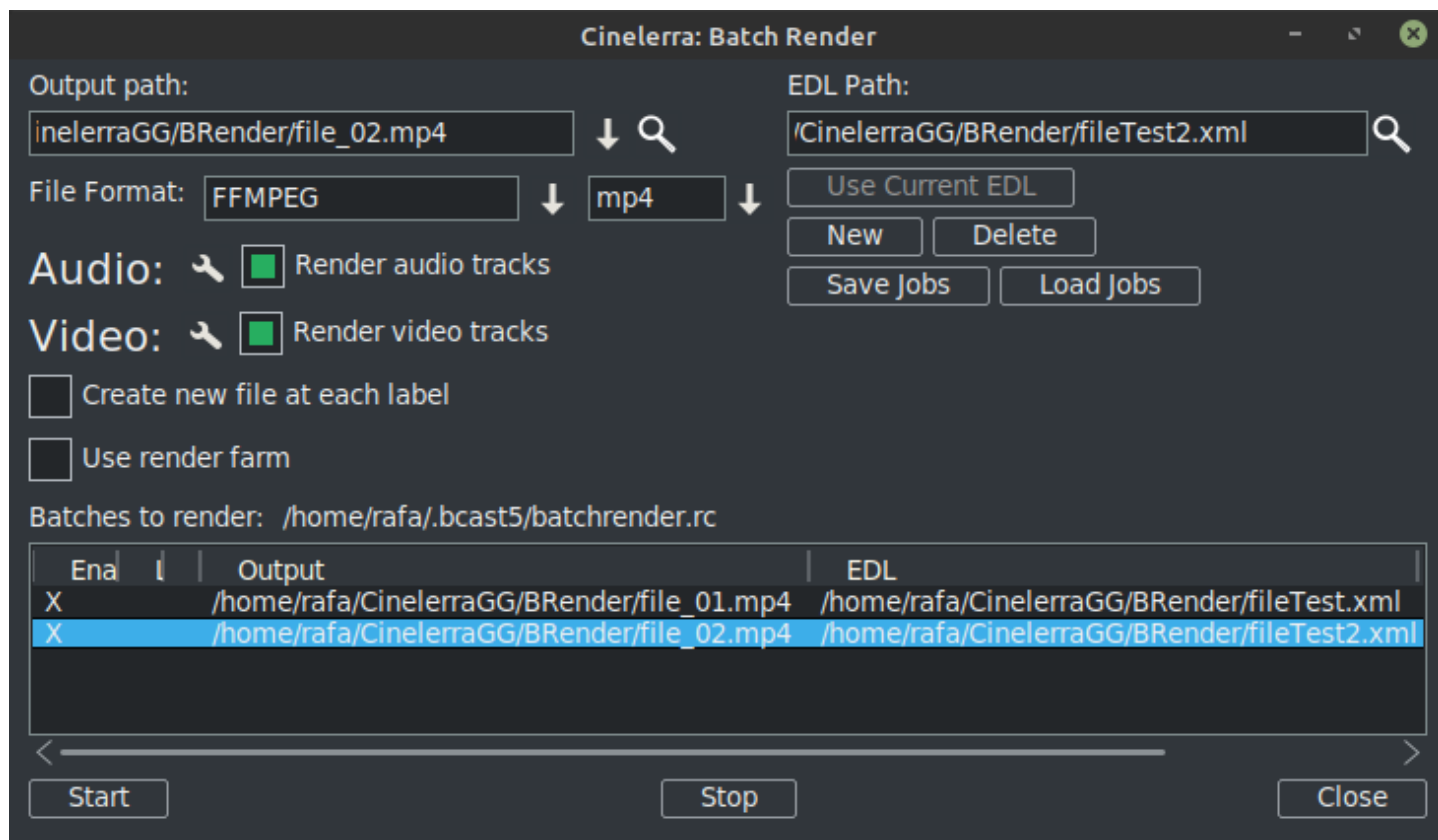 Cinelerra: Batch Render
Output path:
inelerraGG/BRender/file_02.mp4
EDL Path:
/CinelerraGG/BRender/fileTest2.xml
File Format:
FFMPEG
mp4
Use Current EDL
New
Delete
Audio:
Render audio tracks
Save Jobs
Load Jobs
Video:
Render video tracks
Create new file at each label
Use render farm
Batches to render: /home/rafa/.bcast5/batchrender.rc
Ena Output EDL
X /home/rafa/CinelerraGG/BRender/file_01.mp4 /home/rafa/CinelerraGG/BRender/fileTest.xml
X /home/rafa/CinelerraGG/BRender/file_02.mp4 /home/rafa/CinelerraGG/BRender/fileTest2.xml
Start
Stop
Close